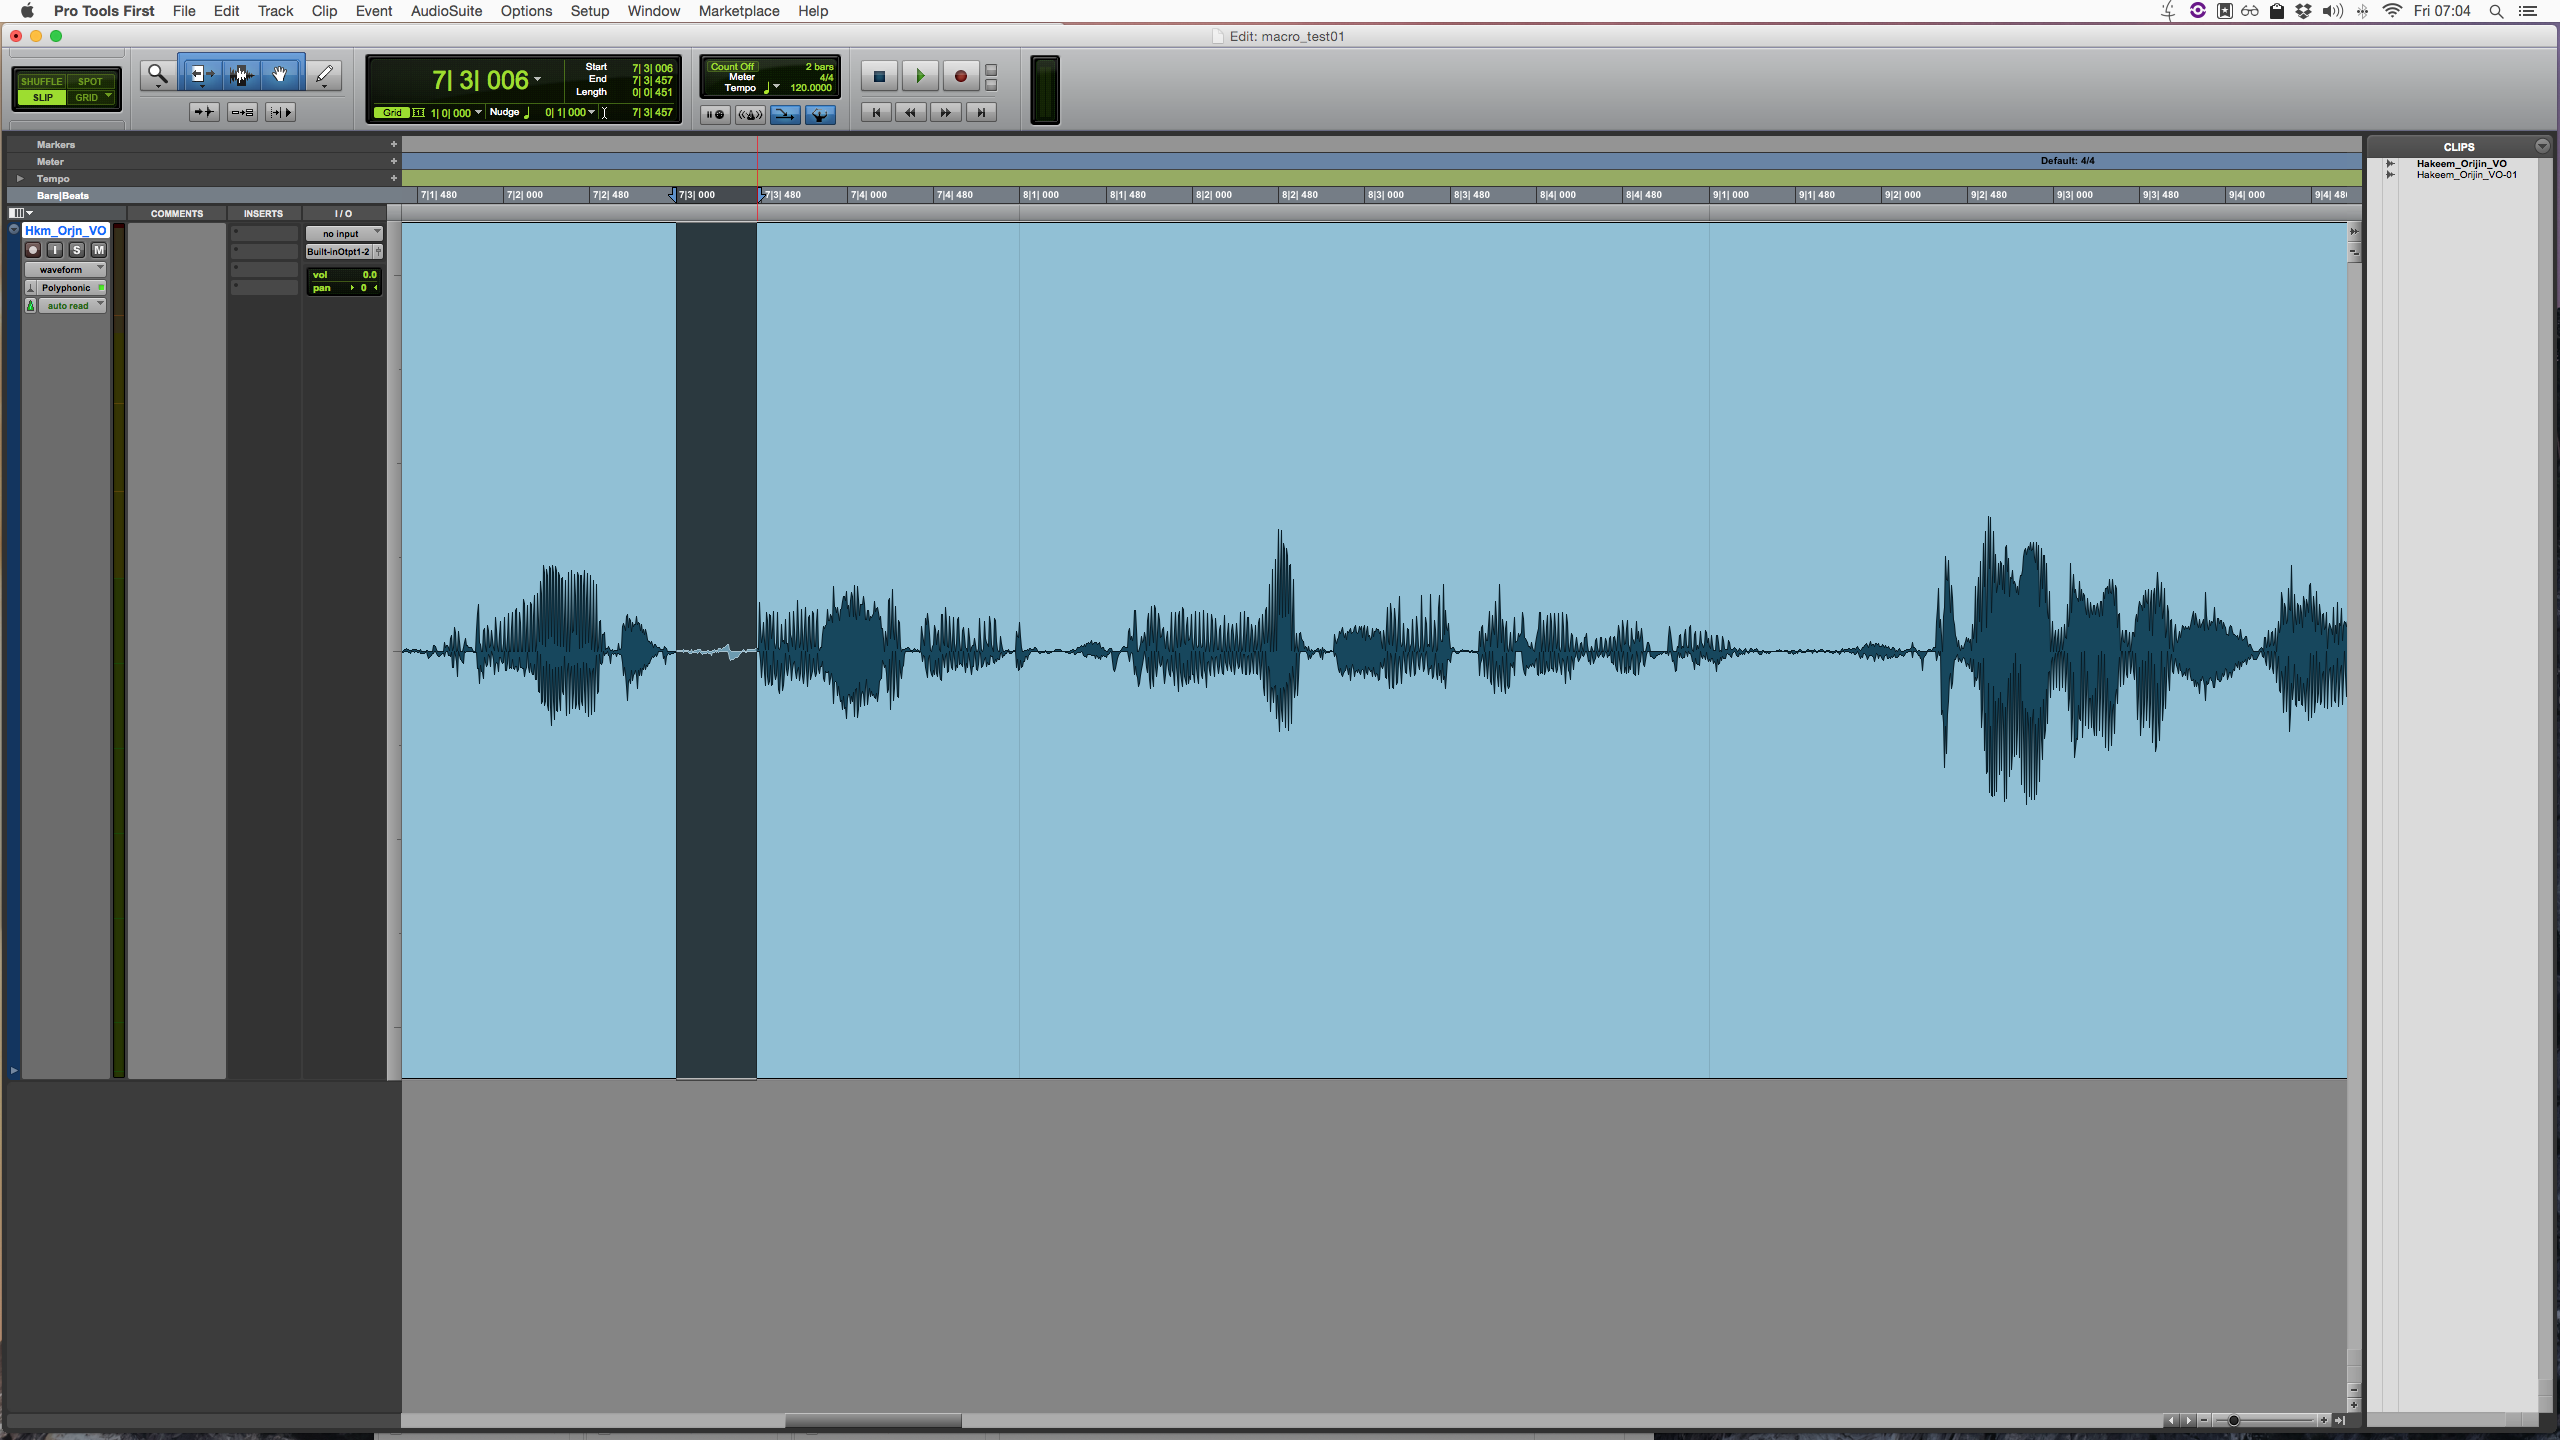 Pro Tools First File Edit Track Clip Event AudioSuite Options Setup Window Marketplace Help Fri 07:04
Edit: macro_test01
SHUFFLE SPOT
SLIP GRID
7| 3| 006
Start 7| 3| 006
End 7| 3| 457
Length 0| 0| 451
Grid 1| 0| 000 Nudge 0| 1| 000 7| 3| 457
Count Off 2 bars
Meter 4/4
Tempo 120.0000
Markers
Meter Default: 4/4
Tempo
Bars|Beats 7|1| 480 7|2| 000 7|2| 480 7|3| 000 7|3| 480 7|4| 000 7|4| 480 8|1| 000 8|1| 480 8|2| 000 8|2| 480 8|3| 000 8|3| 480 8|4| 000 8|4| 480 9|1| 000 9|1| 480 9|2| 000 9|2| 480 9|3| 000 9|3| 480 9|4| 000 9|4| 48
COMMENTS INSERTS I / O
Hkm_Orjn_VO
I S M
waveform
Polyphonic
auto read
no input
Built-inOtpt1-2
vol 0.0
pan 0
CLIPS
Hakeem_Orijin_VO
Hakeem_Orijin_VO-01